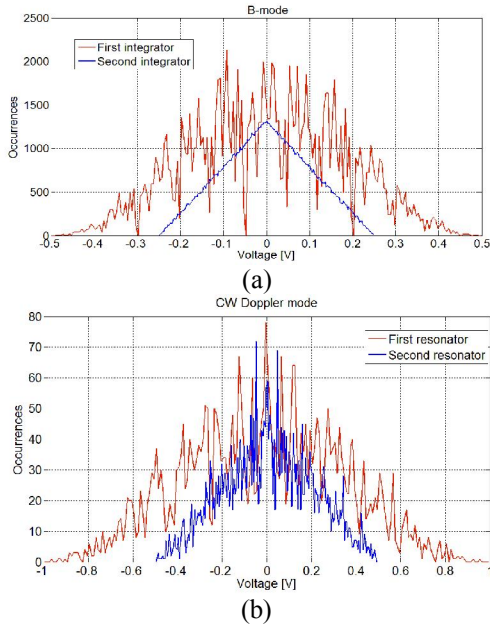 B-mode
2500
2000
1500
1000
500
0
Occurrences
First integrator
Second integrator
-0.5 -0.4 -0.3 -0.2 -0.1 0 0.1 0.2 0.3 0.4 0.5
Voltage [V]
(a)
CW Doppler mode
80
70
60
50
40
30
20
10
0
Occurrences
First resonator
Second resonator
-1 -0.8 -0.6 -0.4 -0.2 0 0.2 0.4 0.6 0.8 1
Voltage [V]
(b)